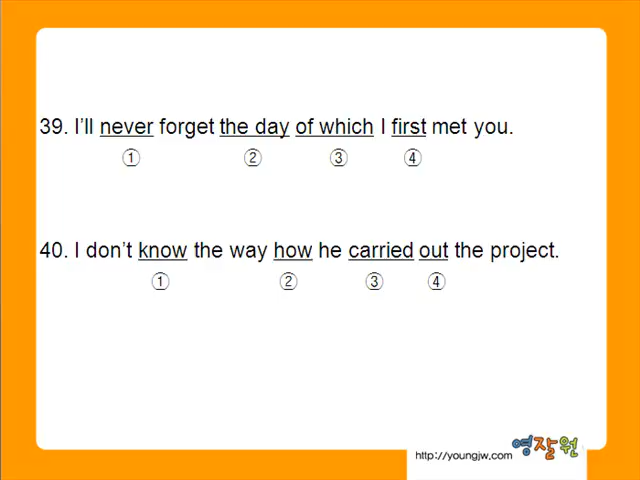 39. I'll never forget the day of which I first met you.
① ② ③ ④
40. I don't know the way how he carried out the project.
① ② ③ ④
영잘원
http://youngjw.com